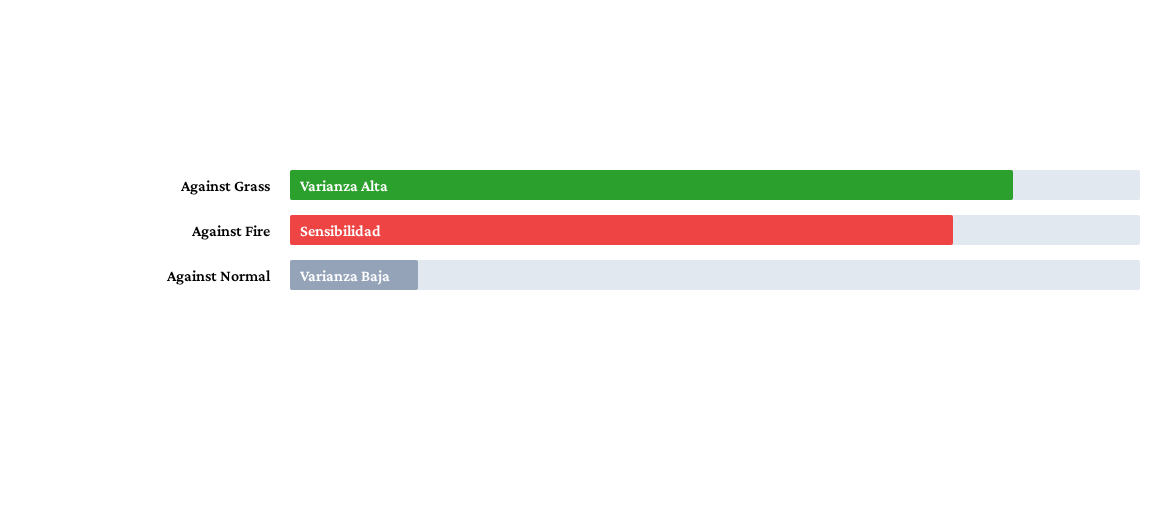 Against Grass
Varianza Alta
Against Fire
Sensibilidad
Against Normal
Varianza Baja